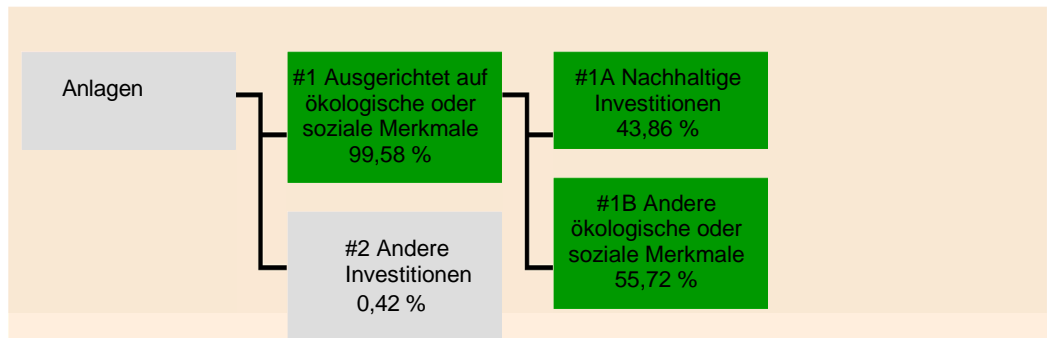 Anlagen
#1 Ausgerichtet auf
ökologische oder
soziale Merkmale
99,58 %
#2 Andere
Investitionen
0,42 %
#1A Nachhaltige
Investitionen
43,86 %
#1B Andere
ökologische oder
soziale Merkmale
55,72 %